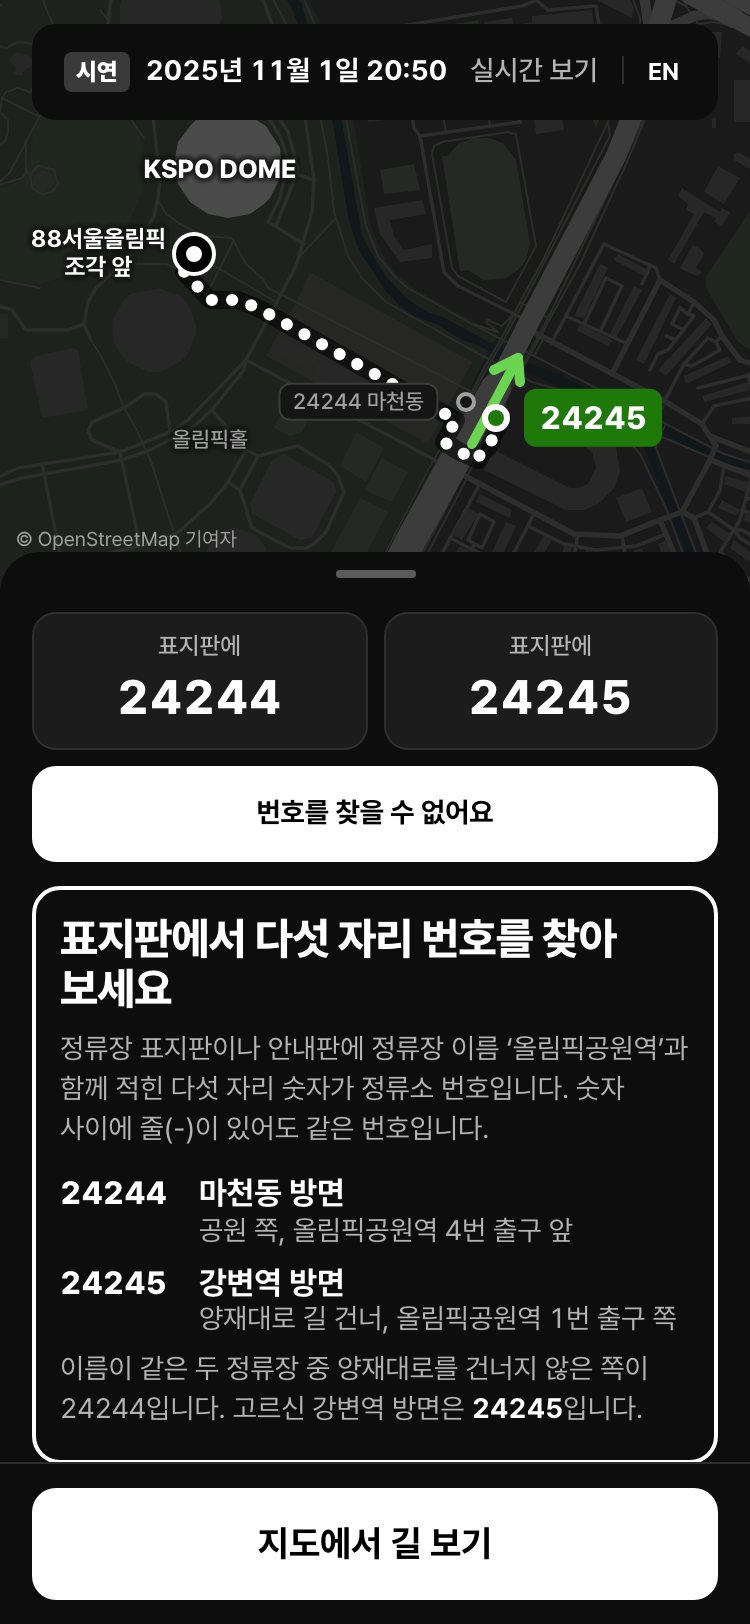 시연 2025년 11월 1일 20:50 실시간 보기 EN
KSPO DOME
88서울올림픽
조각 앞
24244 마천동
24245
올림픽홀
© OpenStreetMap 기여자
표지판에
24244
표지판에
24245
번호를 찾을 수 없어요
표지판에서 다섯 자리 번호를 찾아
보세요
정류장 표지판이나 안내판에 정류장 이름 ‘올림픽공원역’과
함께 적힌 다섯 자리 숫자가 정류소 번호입니다. 숫자
사이에 줄(-)이 있어도 같은 번호입니다.
24244 마천동 방면
공원 쪽, 올림픽공원역 4번 출구 앞
24245 강변역 방면
양재대로 길 건너, 올림픽공원역 1번 출구 쪽
이름이 같은 두 정류장 중 양재대로를 건너지 않은 쪽이
24244입니다. 고르신 강변역 방면은 24245입니다.
지도에서 길 보기